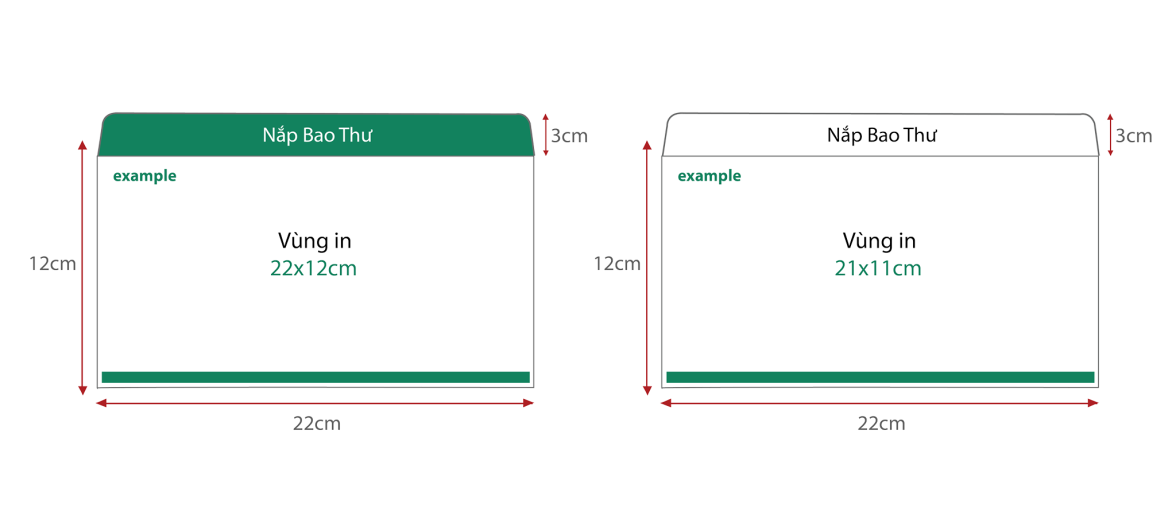 Nắp Bao Thư
3cm
example
Vùng in
22x12cm
12cm
22cm
Nắp Bao Thư
3cm
example
Vùng in
21x11cm
12cm
22cm